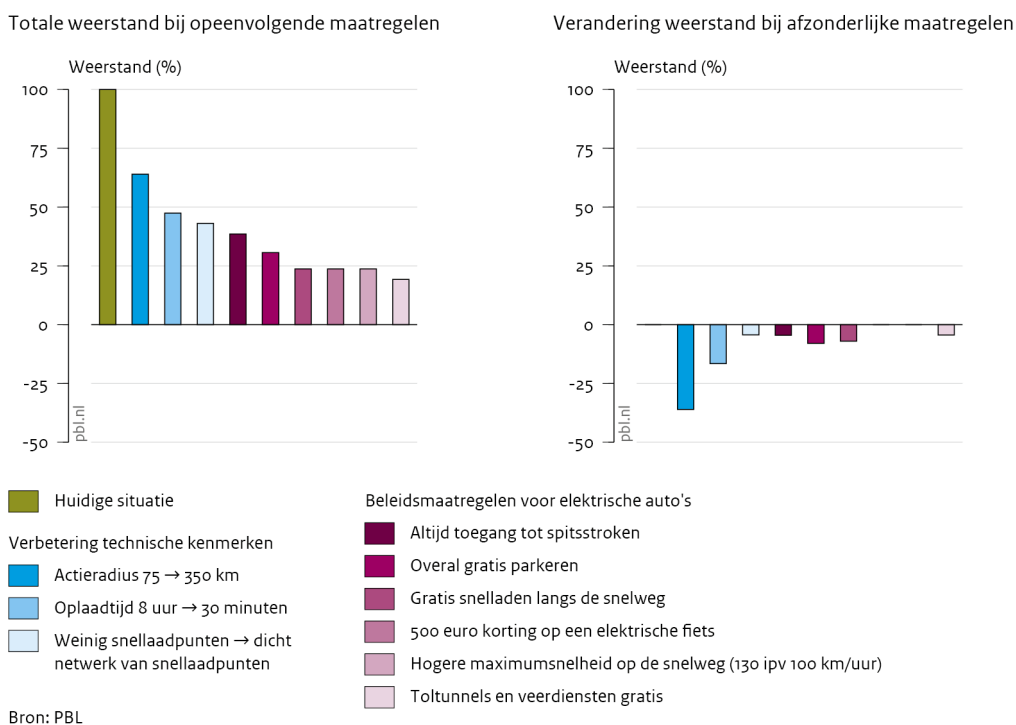 Totale weerstand bij opeenvolgende maatregelen
Weerstand (%)
100
75
50
25
0
-25
-50
pbl.nl
Verandering weerstand bij afzonderlijke maatregelen
Weerstand (%)
100
75
50
25
0
-25
-50
pbl.nl
Huidige situatie
Verbetering technische kenmerken
Actieradius 75 → 350 km
Oplaadtijd 8 uur → 30 minuten
Weinig snellaadpunten → dicht
netwerk van snellaadpunten
Beleidsmaatregelen voor elektrische auto's
Altijd toegang tot spitsstroken
Overal gratis parkeren
Gratis snelladen langs de snelweg
500 euro korting op een elektrische fiets
Hogere maximumsnelheid op de snelweg (130 ipv 100 km/uur)
Toltunnels en veerdiensten gratis
Bron: PBL